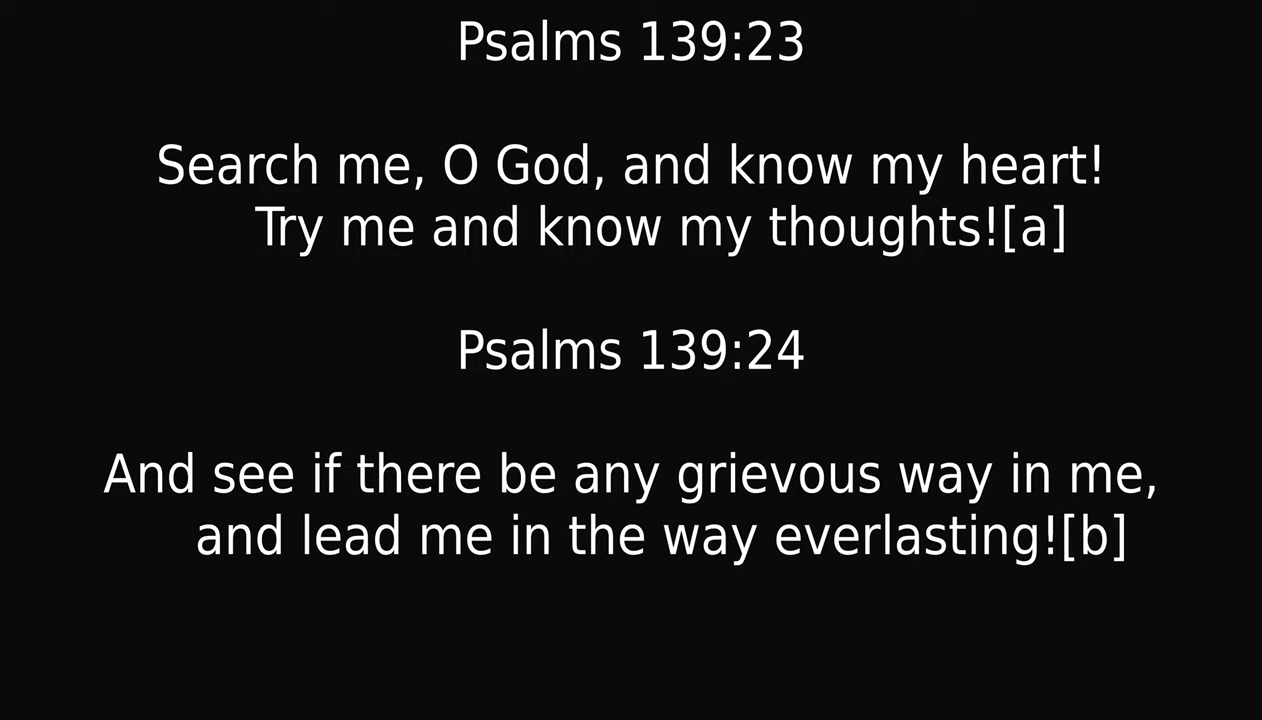 Psalms 139:23
Search me, O God, and know my heart!
Try me and know my thoughts![a]
Psalms 139:24
And see if there be any grievous way in me,
and lead me in the way everlasting![b]